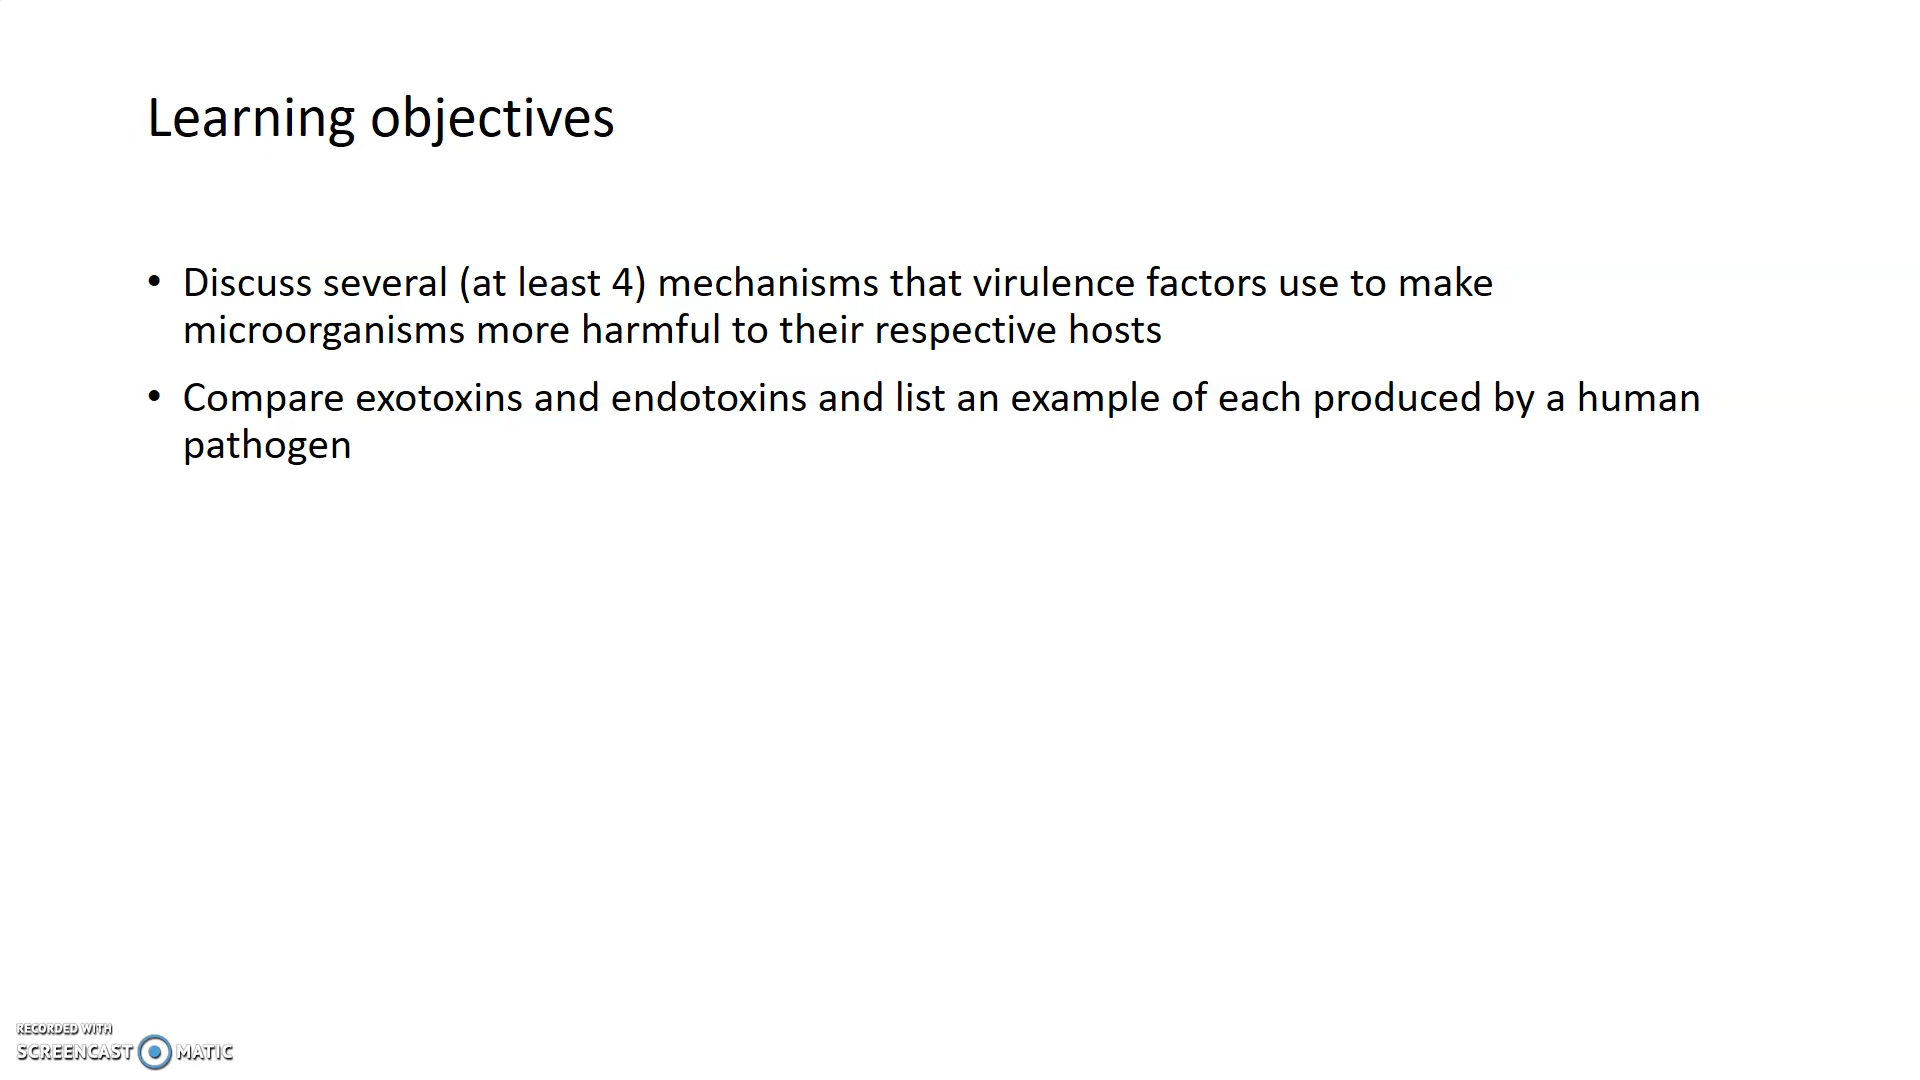 Learning objectives
• Discuss several (at least 4) mechanisms that virulence factors use to make
microorganisms more harmful to their respective hosts
• Compare exotoxins and endotoxins and list an example of each produced by a human
pathogen
RECORDED WITH
SCREENCAST MATIC